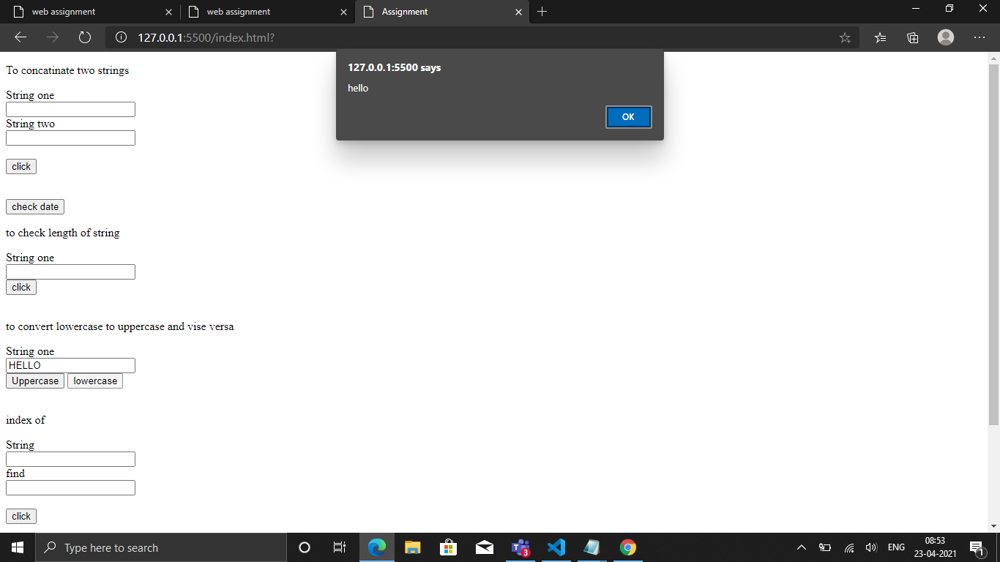 web assignment
web assignment
Assignment
127.0.0.1:5500/index.html?
127.0.0.1:5500 says
hello
OK
To concatinate two strings
String one
String two
click
check date
to check length of string
String one
click
to convert lowercase to uppercase and vise versa
String one
HELLO
Uppercase lowercase
index of
String
find
click
Type here to search
3
ENG
08:53
23-04-2021
1